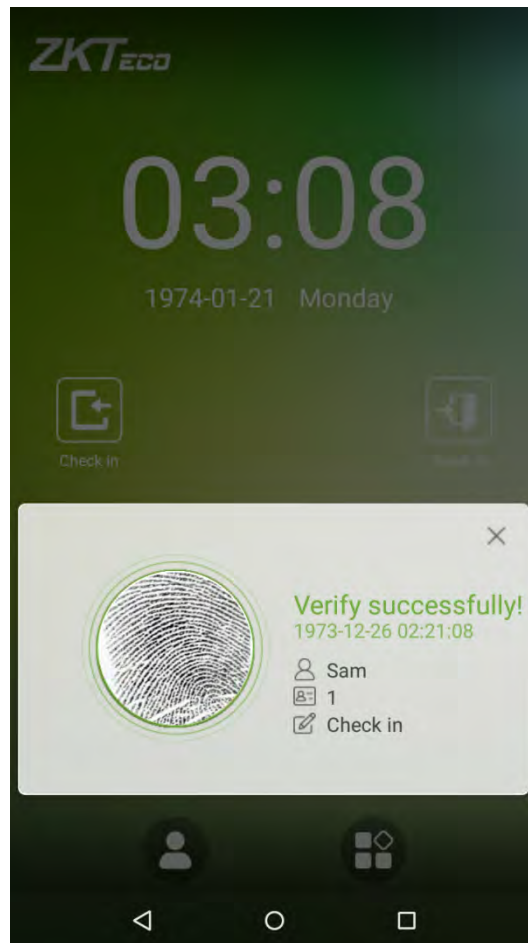 ZKTECO
03:08
1974-01-21 Monday
Check in
Verify successfully!
1973-12-26 02:21:08
Sam
1
Check in